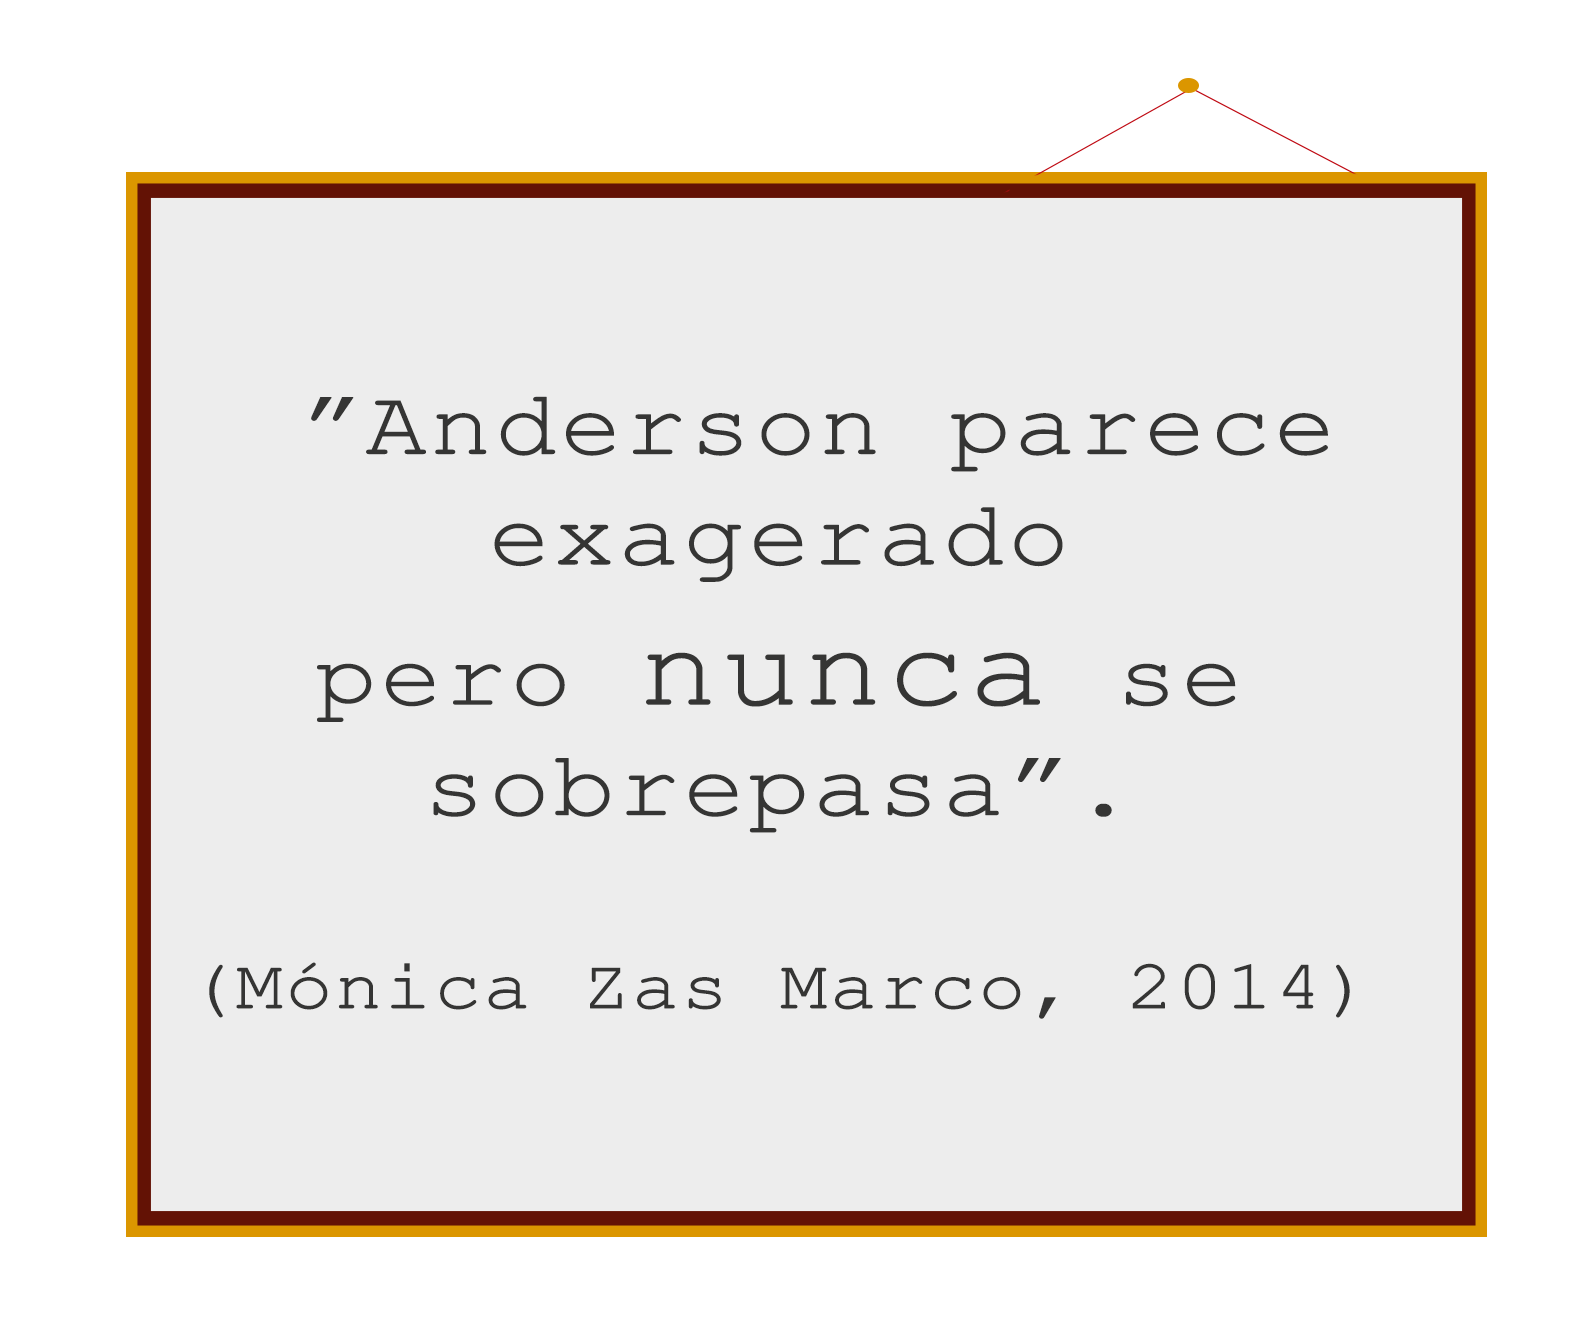 ”Anderson parece
exagerado
pero nunca se
sobrepasa”.
(Mónica Zas Marco, 2014)